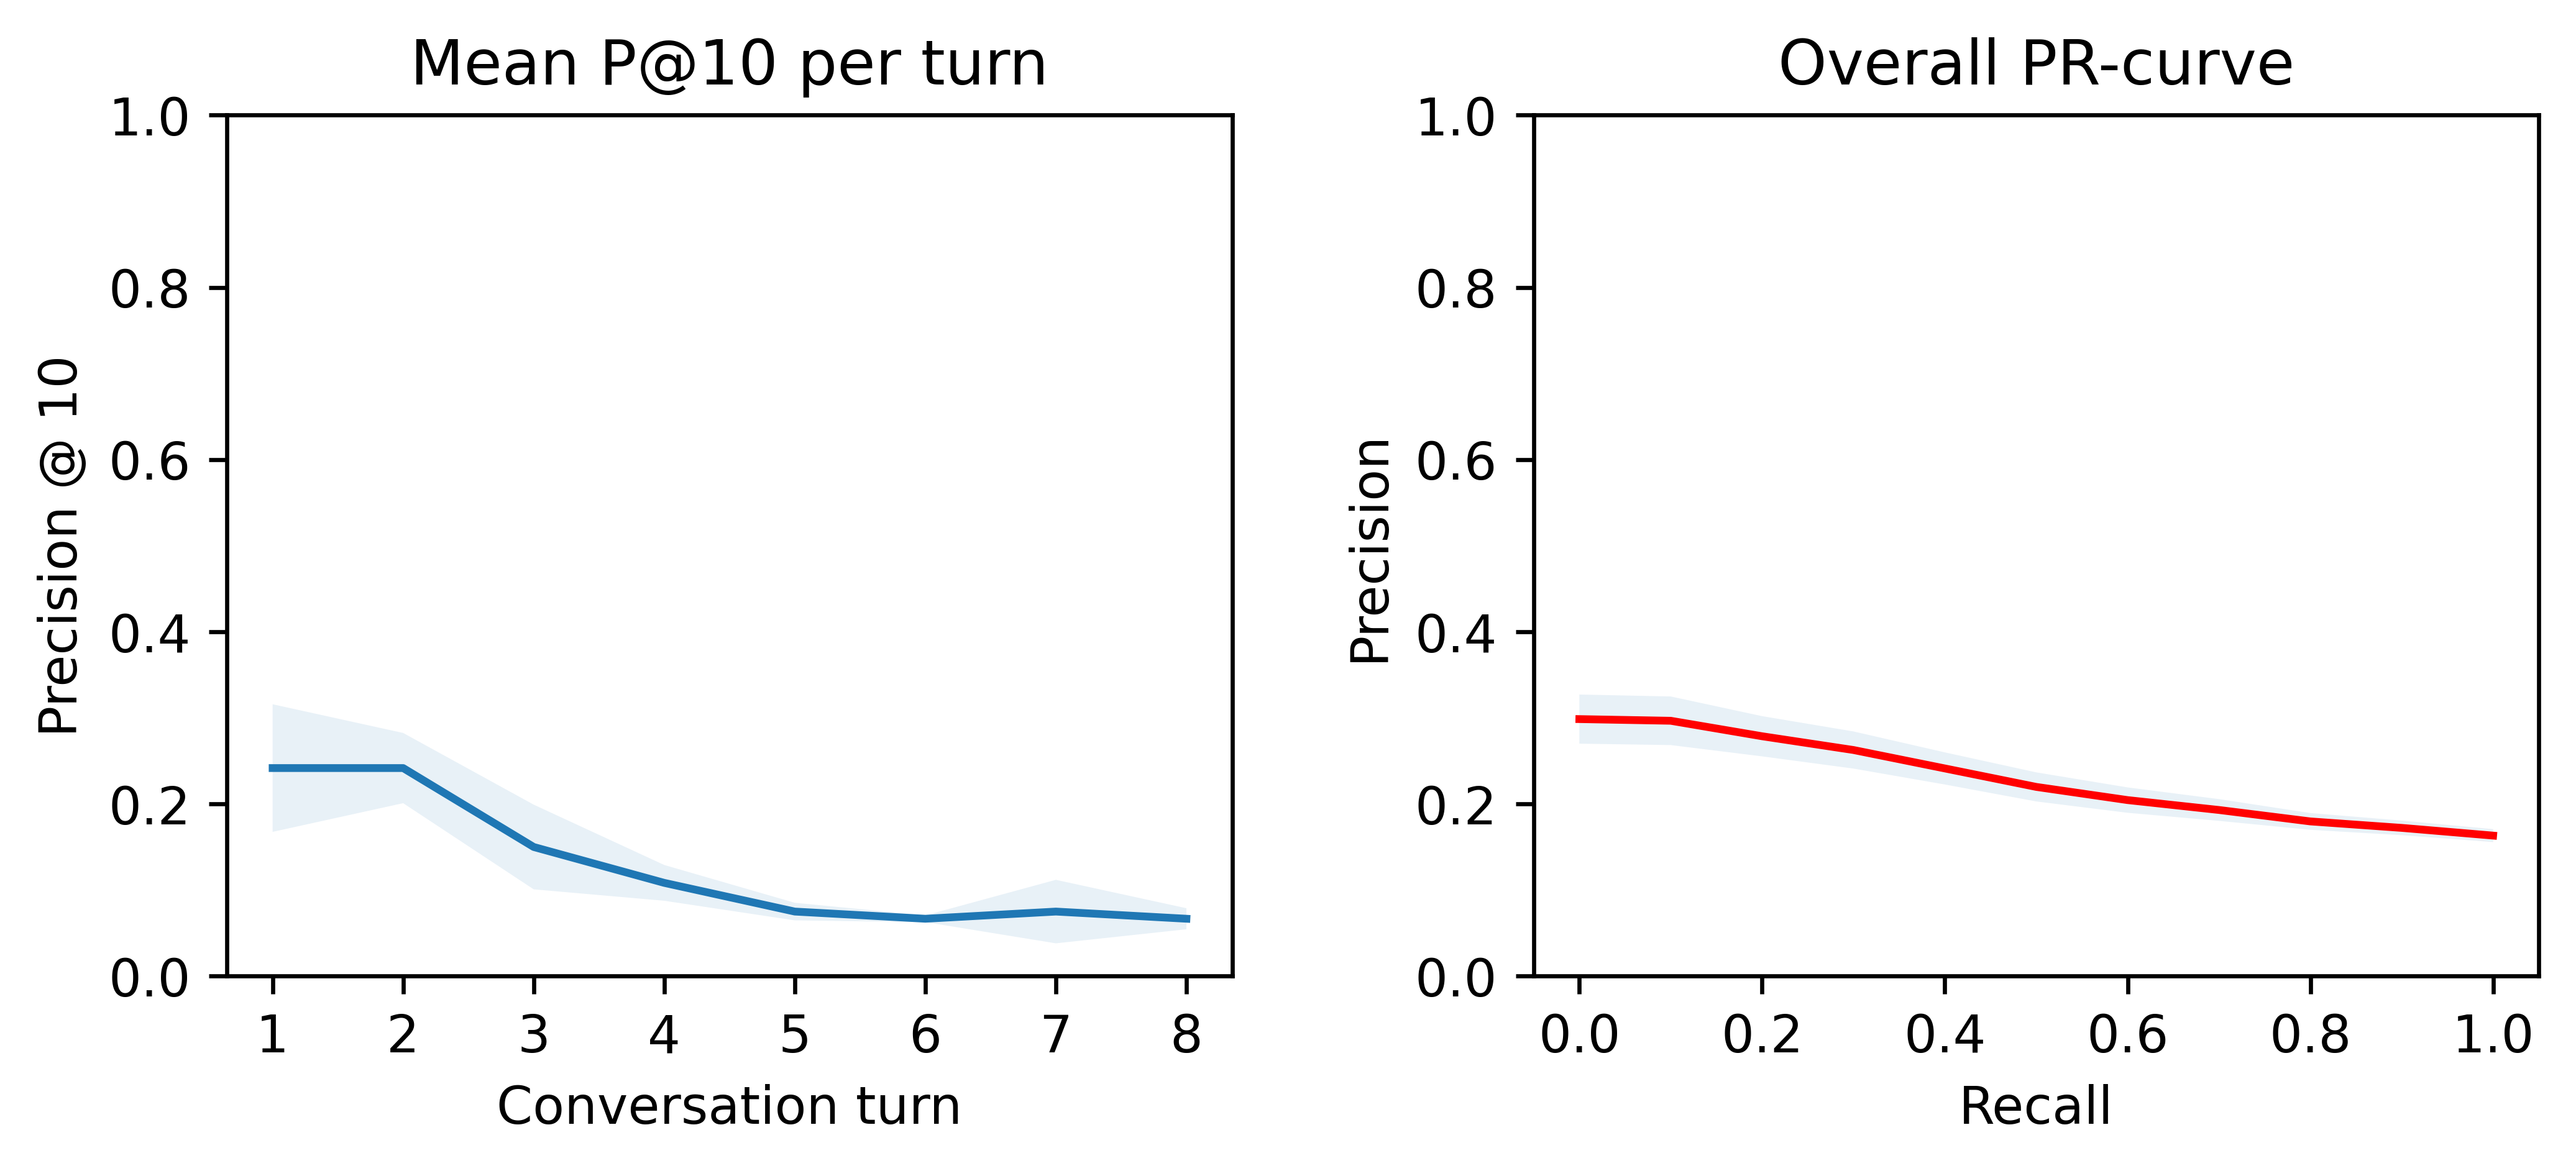 Mean P@10 per turn
1.0
0.8
0.6
0.4
0.2
0.0
Precision @ 10
1 2 3 4 5 6 7 8
Conversation turn
Overall PR-curve
1.0
0.8
0.6
0.4
0.2
0.0
Precision
0.0 0.2 0.4 0.6 0.8 1.0
Recall